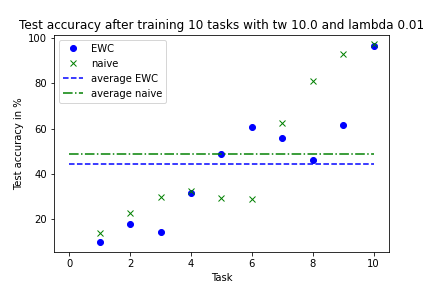 Test accuracy after training 10 tasks with tw 10.0 and lambda 0.01
100
80
60
40
20
Test accuracy in %
EWC
naive
average EWC
average naive
0
2
4
6
8
10
Task